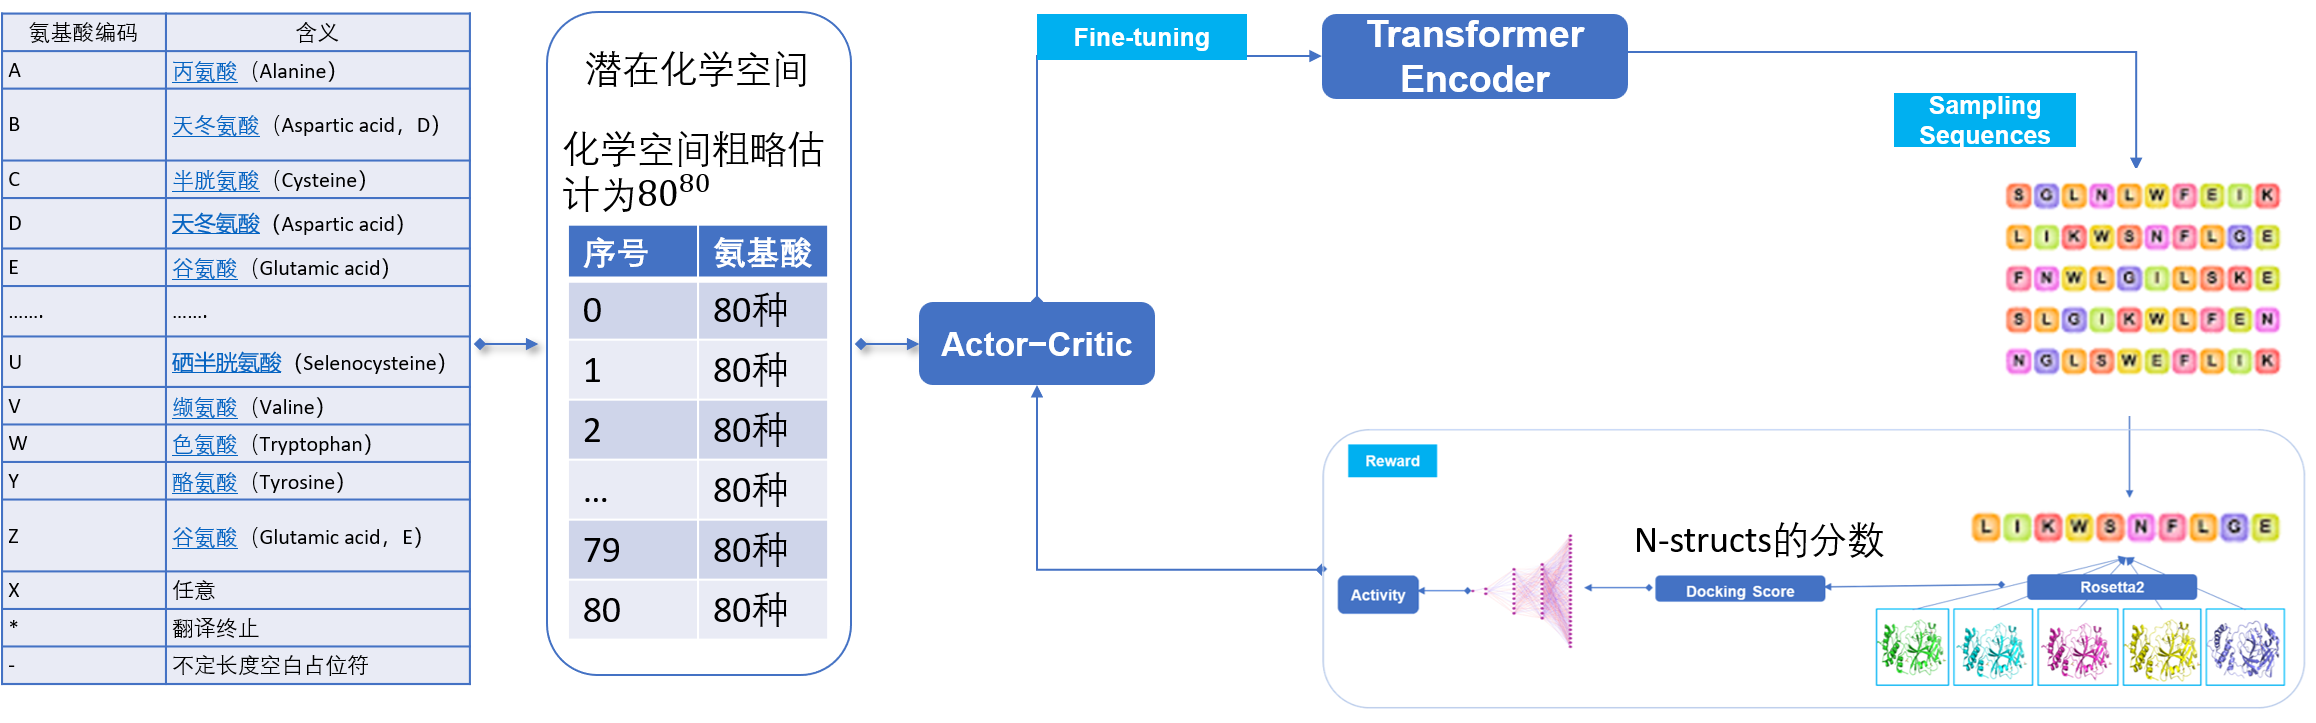 氨基酸编码 含义
A 丙氨酸（Alanine）
B 天冬氨酸（Aspartic acid，D）
C 半胱氨酸（Cysteine）
D 天冬氨酸（Aspartic acid）
E 谷氨酸（Glutamic acid）
……. …….
U 硒半胱氨酸（Selenocysteine）
V 缬氨酸（Valine）
W 色氨酸（Tryptophan）
Y 酪氨酸（Tyrosine）
Z 谷氨酸（Glutamic acid，E）
X 任意
* 翻译终止
- 不定长度空白占位符
潜在化学空间
化学空间粗略估
计为80^80
序号 氨基酸
0 80种
1 80种
2 80种
... 80种
79 80种
80 80种
Actor−Critic
Fine-tuning
Transformer
Encoder
Sampling
Sequences
S G L N L W F E I K
L I K W S N F L G E
F N W L G I L S K E
S L G I K W L F E N
N G L S W E F L I K
Reward
L I K W S N F L G E
N-structs的分数
Rosetta2
Docking Score
Activity